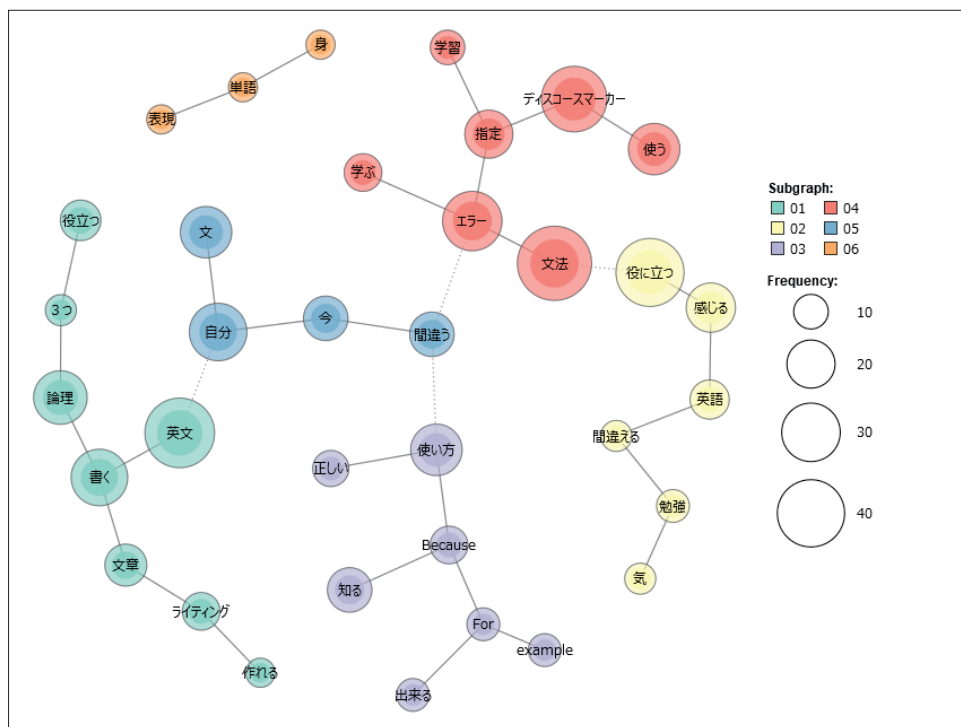 身
単語
表現
学習
ディスコースマーカー
指定
使う
学ぶ
エラー
文法
役に立つ
感じる
英語
間違える
勉強
気
役立つ
3つ
論理
書く
英文
文章
ライティング
作れる
文
自分
今
間違う
使い方
正しい
Because
知る
For
example
出来る
Subgraph:
01 04
02 05
03 06
Frequency:
10
20
30
40